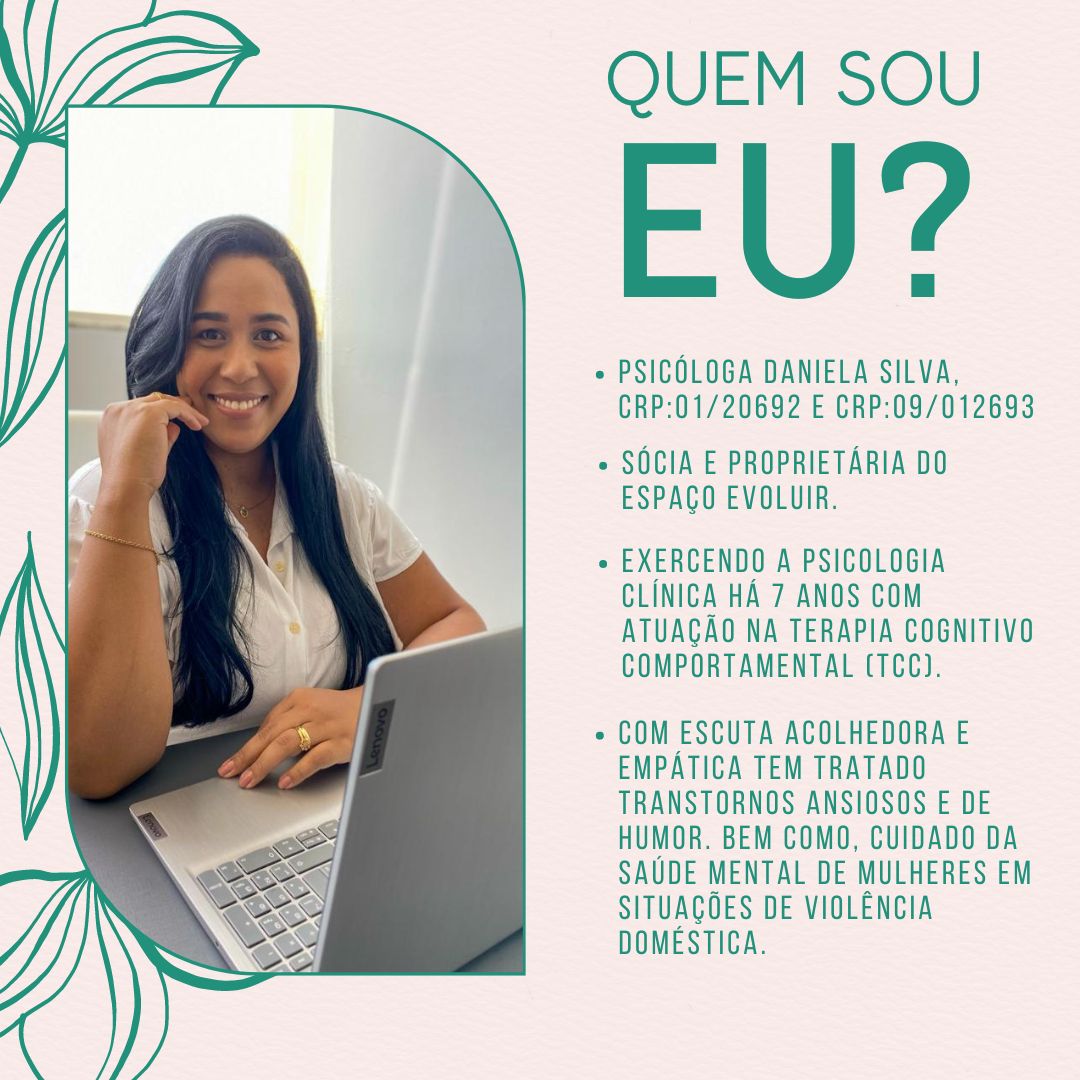 QUEM SOU
EU?
• PSICÓLOGA DANIELA SILVA,
CRP:01/20692 E CRP:09/012693
• SÓCIA E PROPRIETÁRIA DO
ESPAÇO EVOLUIR.
• EXERCENDO A PSICOLOGIA
CLÍNICA HÁ 7 ANOS COM
ATUAÇÃO NA TERAPIA COGNITIVO
COMPORTAMENTAL (TCC).
• COM ESCUTA ACOLHEDORA E
EMPÁTICA TEM TRATADO
TRANSTORNOS ANSIOSOS E DE
HUMOR. BEM COMO, CUIDADO DA
SAÚDE MENTAL DE MULHERES EM
SITUAÇÕES DE VIOLÊNCIA
DOMÉSTICA.
Lenovo
Lenovo